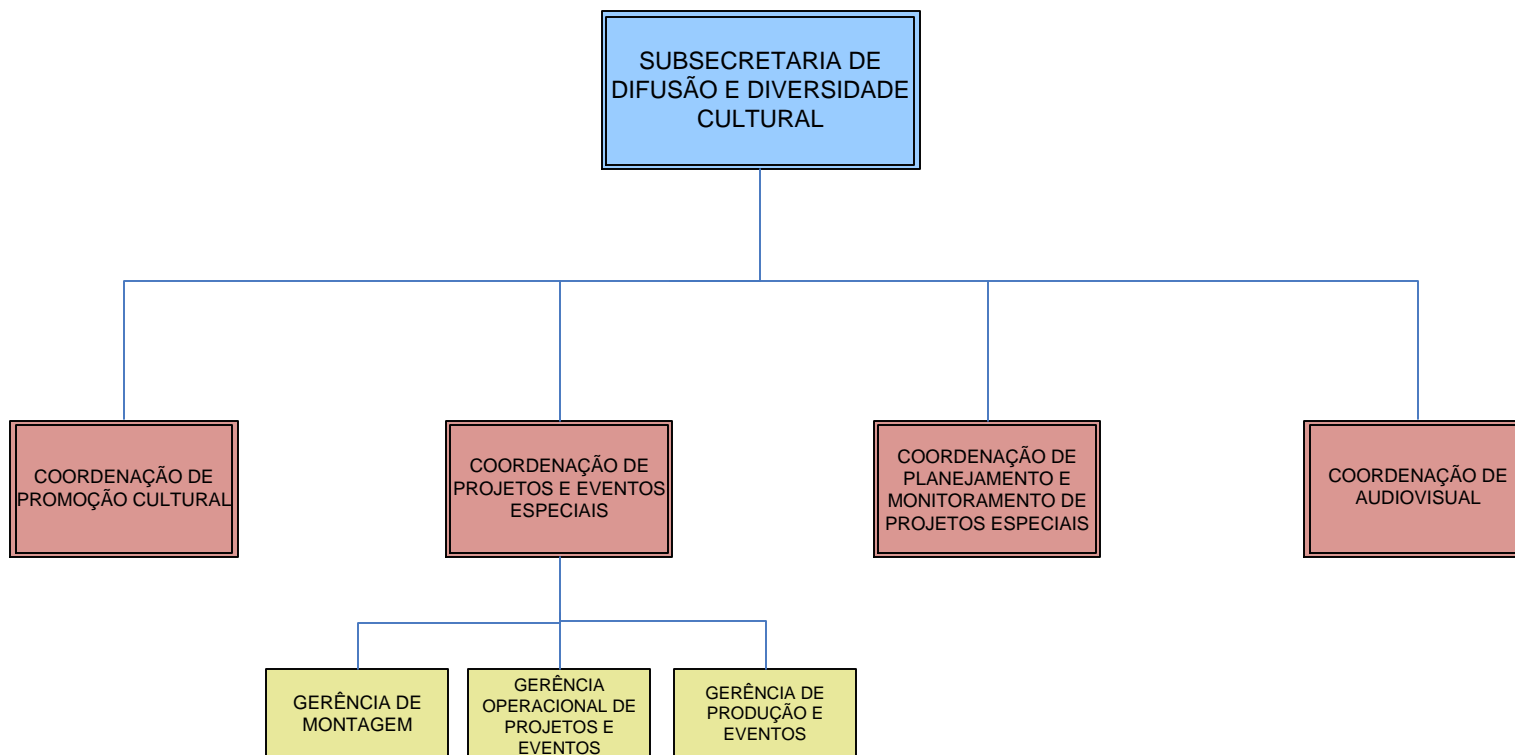 SUBSECRETARIA DE
DIFUSÃO E DIVERSIDADE
CULTURAL
COORDENAÇÃO DE
PROMOÇÃO CULTURAL
COORDENAÇÃO DE
PROJETOS E EVENTOS
ESPECIAIS
COORDENAÇÃO DE
PLANEJAMENTO E
MONITORAMENTO DE
PROJETOS ESPECIAIS
COORDENAÇÃO DE
AUDIOVISUAL
GERÊNCIA DE
MONTAGEM
GERÊNCIA
OPERACIONAL DE
PROJETOS E
EVENTOS
GERÊNCIA DE
PRODUÇÃO E
EVENTOS